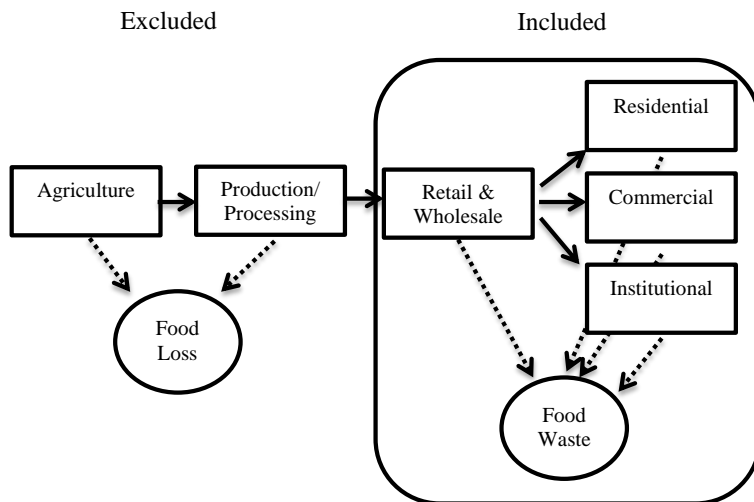 Excluded
Included
Residential
Agriculture
Production/
Processing
Retail &
Wholesale
Commercial
Institutional
Food
Loss
Food
Waste